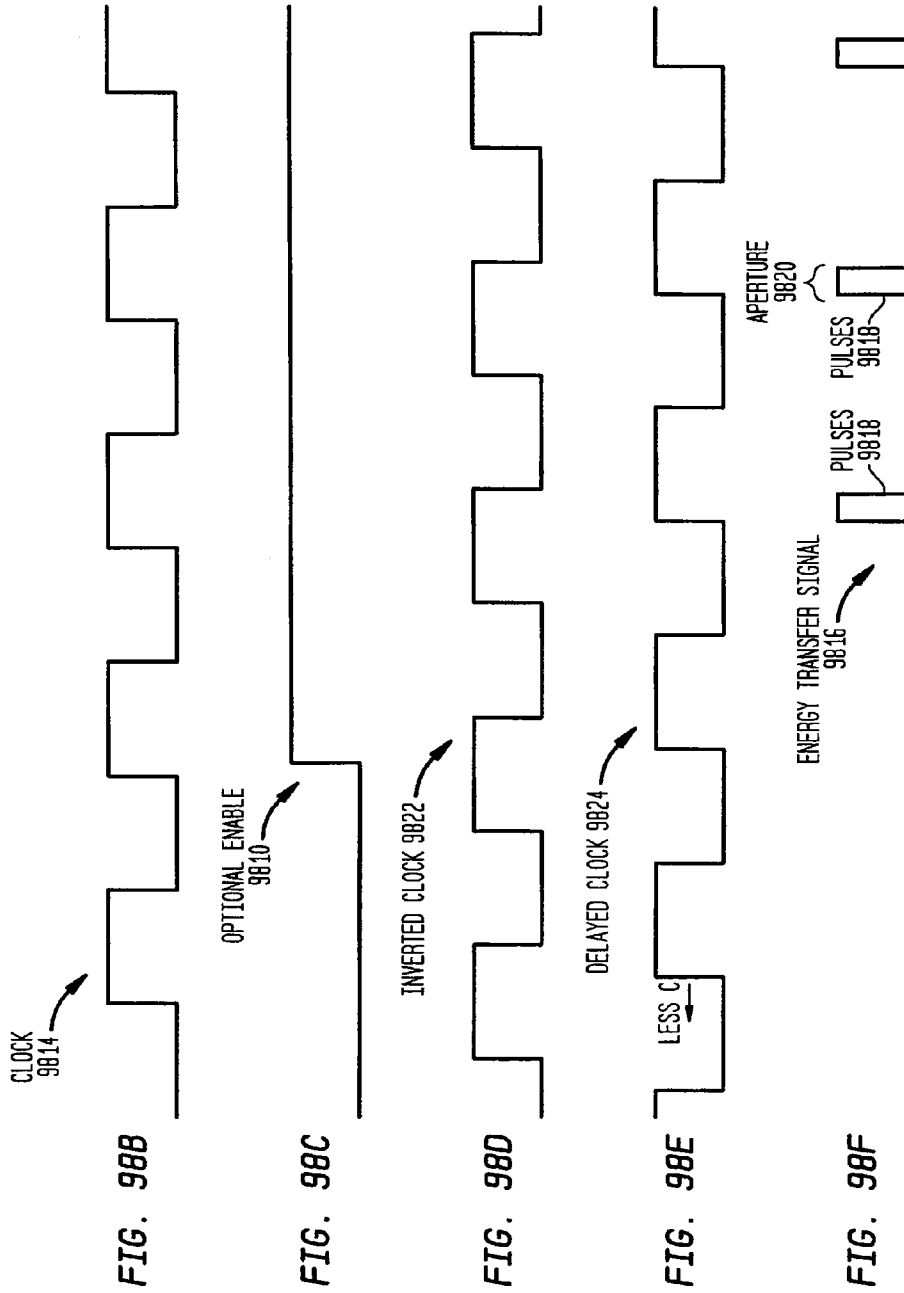 FIG. 98B
CLOCK
9814
FIG. 98C
OPTIONAL ENABLE
9810
FIG. 98D
INVERTED CLOCK 9822
FIG. 98E
LESS C
DELAYED CLOCK 9824
FIG. 98F
ENERGY TRANSFER SIGNAL
9816
PULSES
9818
PULSES
9818
APERTURE
9820